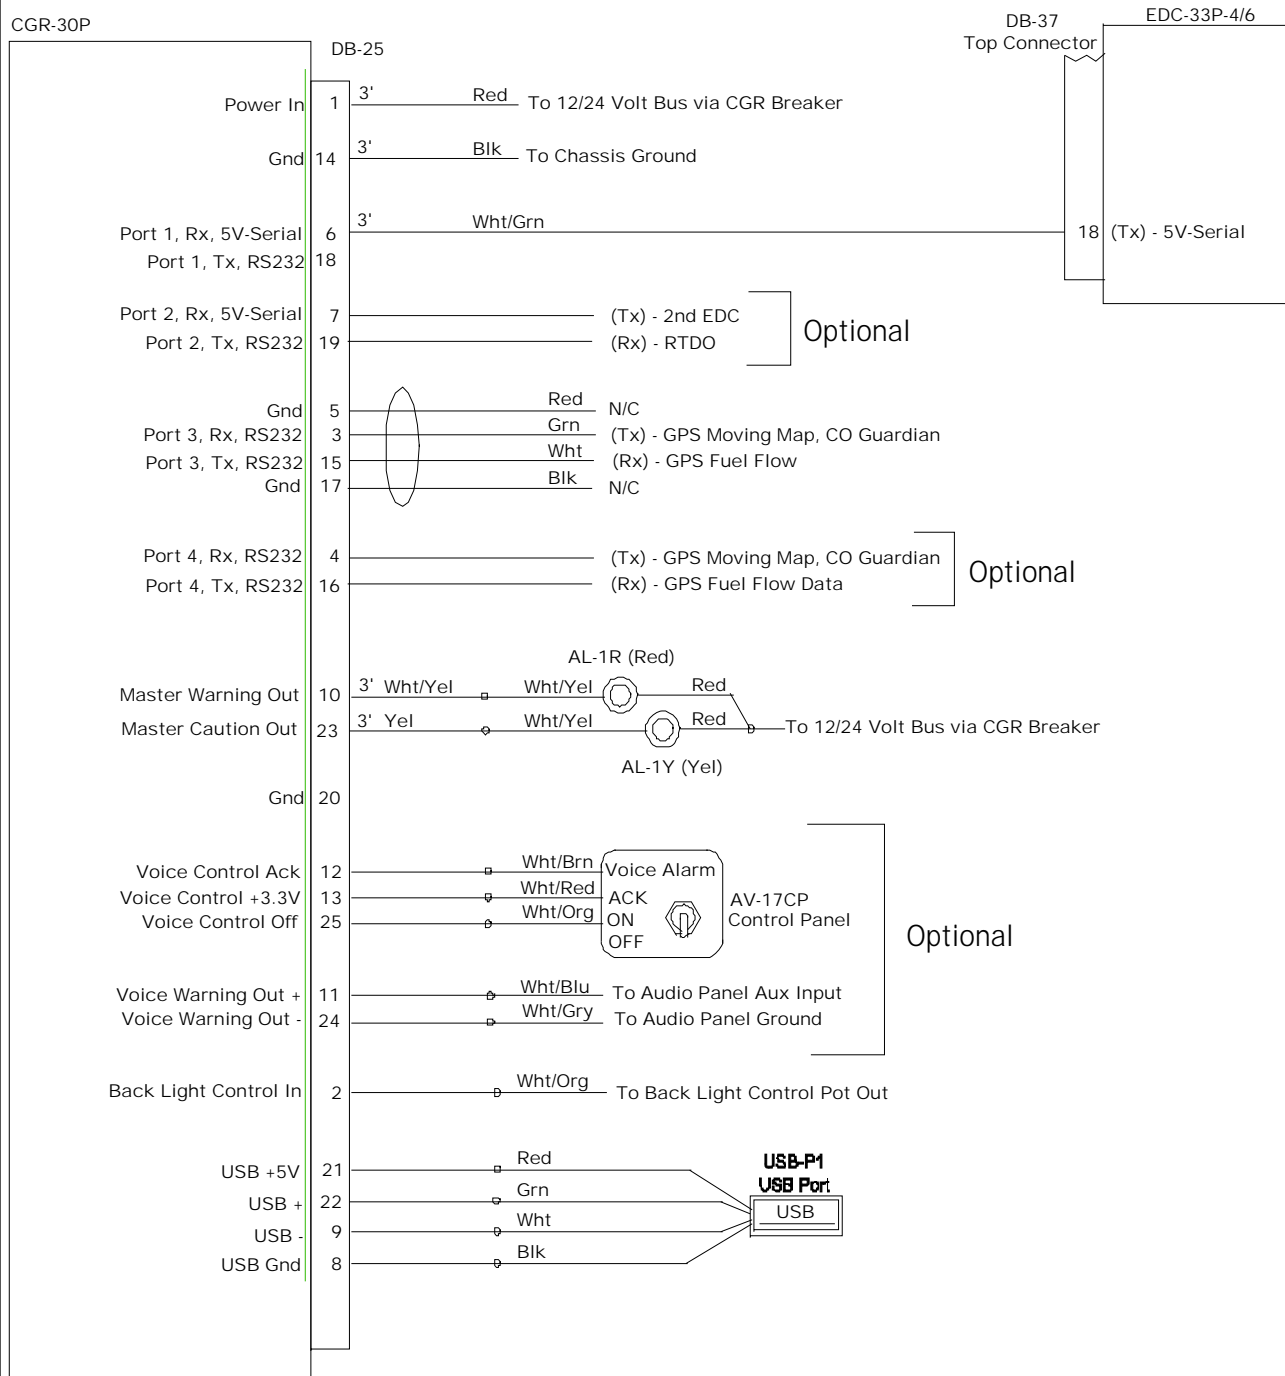 CGR-30P
DB-25
DB-37
Top Connector
EDC-33P-4/6
Power In 1 3' Red To 12/24 Volt Bus via CGR Breaker
Gnd 14 3' Blk To Chassis Ground
Port 1, Rx, 5V-Serial 6 3' Wht/Grn 18 (Tx) - 5V-Serial
Port 1, Tx, RS232 18
Port 2, Rx, 5V-Serial 7 (Tx) - 2nd EDC
Port 2, Tx, RS232 19 (Rx) - RTDO
Optional
Gnd 5 Red N/C
Port 3, Rx, RS232 3 Grn (Tx) - GPS Moving Map, CO Guardian
Port 3, Tx, RS232 15 Wht (Rx) - GPS Fuel Flow
Gnd 17 Blk N/C
Port 4, Rx, RS232 4 (Tx) - GPS Moving Map, CO Guardian
Port 4, Tx, RS232 16 (Rx) - GPS Fuel Flow Data
Optional
AL-1R (Red)
Master Warning Out 10 3' Wht/Yel Wht/Yel Red
Master Caution Out 23 3' Yel Wht/Yel Red To 12/24 Volt Bus via CGR Breaker
AL-1Y (Yel)
Gnd 20
Voice Control Ack 12 Wht/Brn Voice Alarm
Voice Control +3.3V 13 Wht/Red ACK AV-17CP
Voice Control Off 25 Wht/Org ON Control Panel
OFF
Optional
Voice Warning Out + 11 Wht/Blu To Audio Panel Aux Input
Voice Warning Out - 24 Wht/Gry To Audio Panel Ground
Back Light Control In 2 Wht/Org To Back Light Control Pot Out
USB-P1
USB Port
USB
USB +5V 21 Red
USB + 22 Grn
USB - 9 Wht
USB Gnd 8 Blk